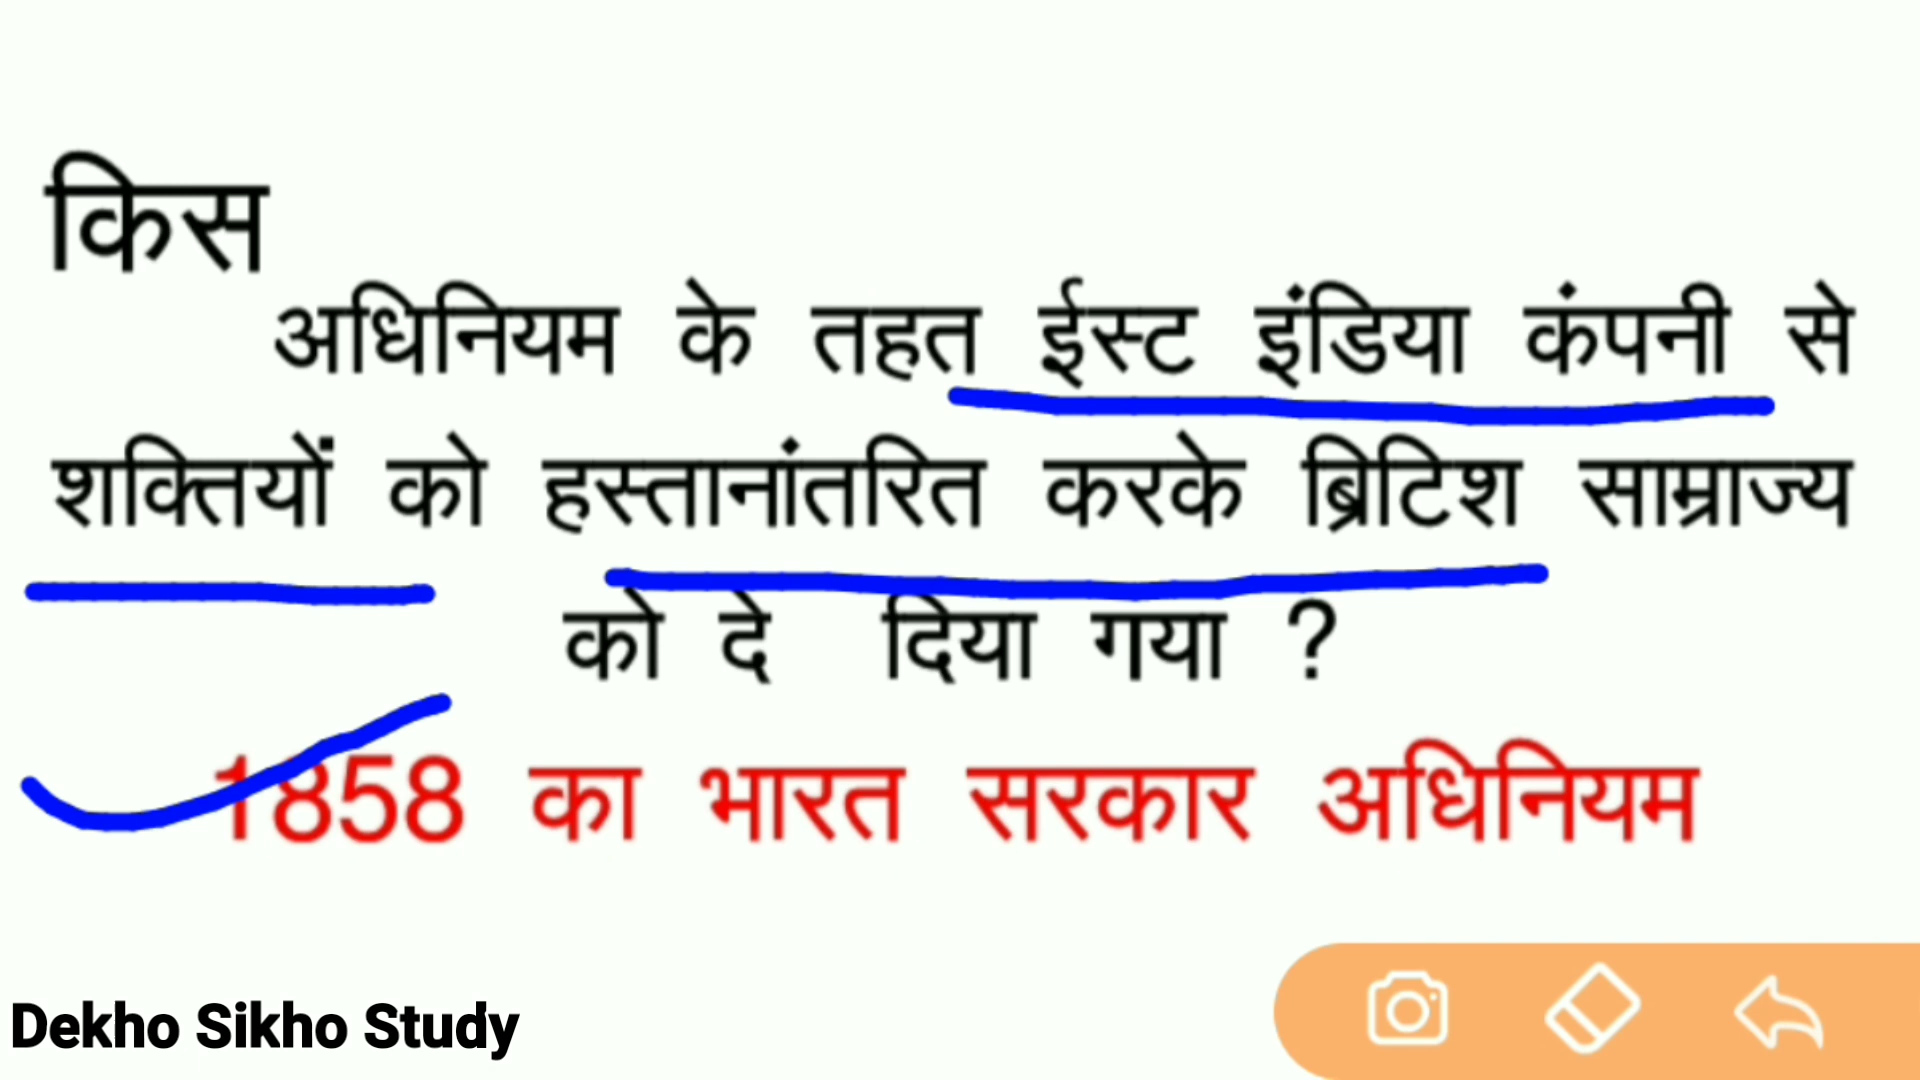 किस
अधिनियम के तहत ईस्ट इंडिया कंपनी से
शक्तियों को हस्तानांतरित करके ब्रिटिश साम्राज्य
को दे दिया गया ?
1858 का भारत सरकार अधिनियम
Dekho Sikho Study